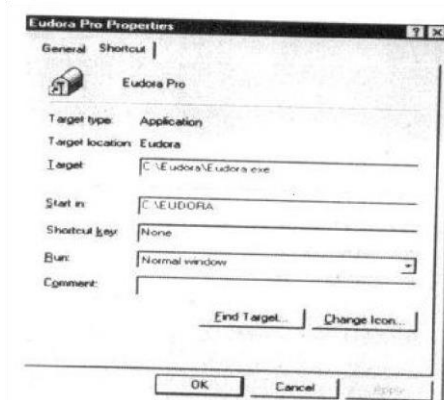 Eudora Pro Properties
General Shortcut
Eudora Pro
Target type: Application
Target location: Eudora
Target: C:\Eudora\Eudora.exe
Start in: C:\EUDORA
Shortcut key: None
Run: Normal window
Comment:
Find Target... Change Icon...
OK Cancel Apply